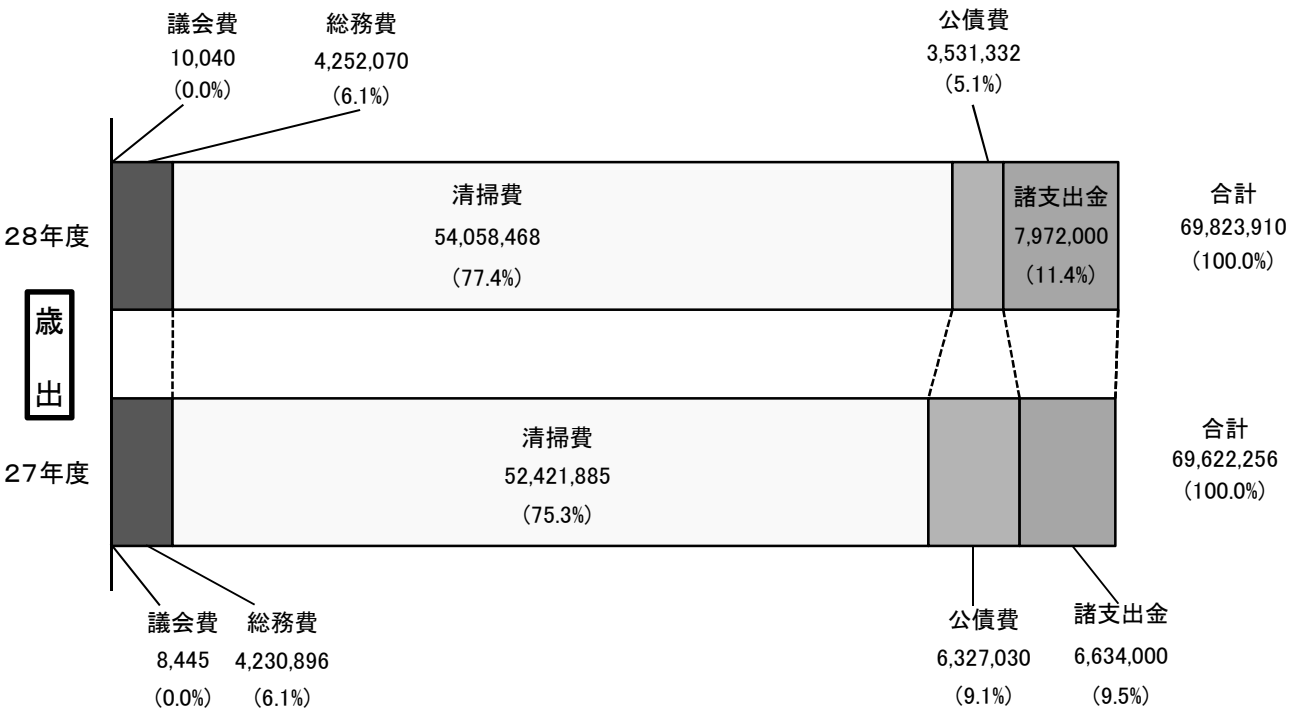 議会費
10,040
(0.0%)
総務費
4,252,070
(6.1%)
公債費
3,531,332
(5.1%)
28年度
清掃費
54,058,468
(77.4%)
諸支出金
7,972,000
(11.4%)
合計
69,823,910
(100.0%)
歳
出
27年度
清掃費
52,421,885
(75.3%)
合計
69,622,256
(100.0%)
議会費
8,445
(0.0%)
総務費
4,230,896
(6.1%)
公債費
6,327,030
(9.1%)
諸支出金
6,634,000
(9.5%)